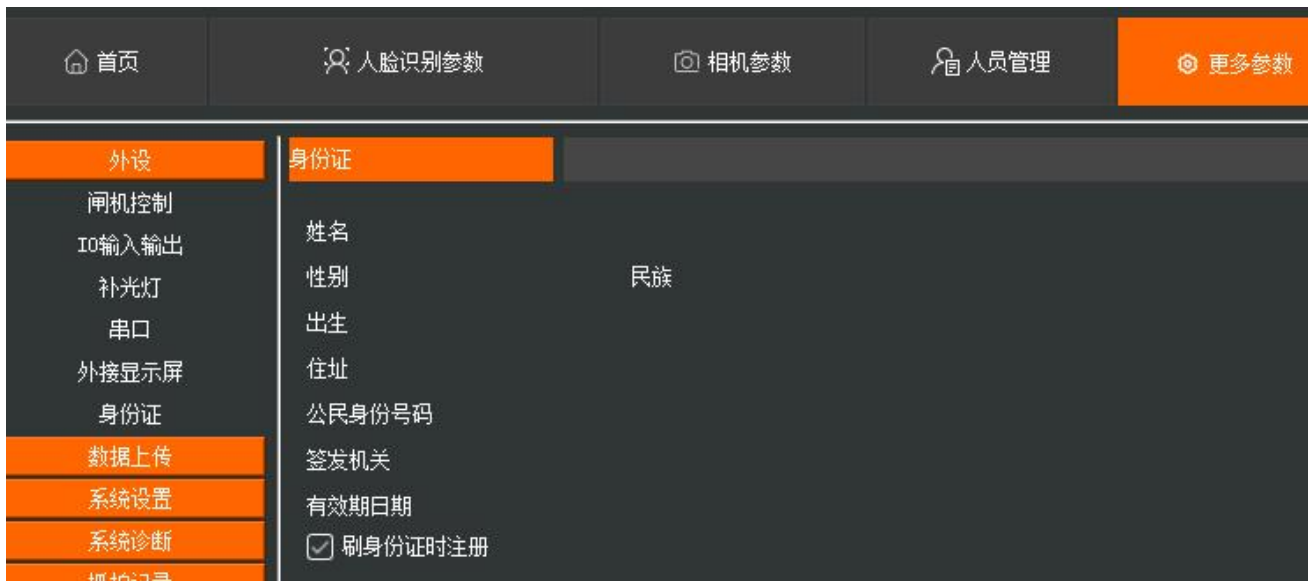 首页 人脸识别参数 相机参数 人员管理 更多参数
外设
闸机控制
IO输入输出
补光灯
串口
外接显示屏
身份证
数据上传
系统设置
系统诊断
抓拍记录
身份证
姓名
性别 民族
出生
住址
公民身份号码
签发机关
有效期日期
刷身份证时注册